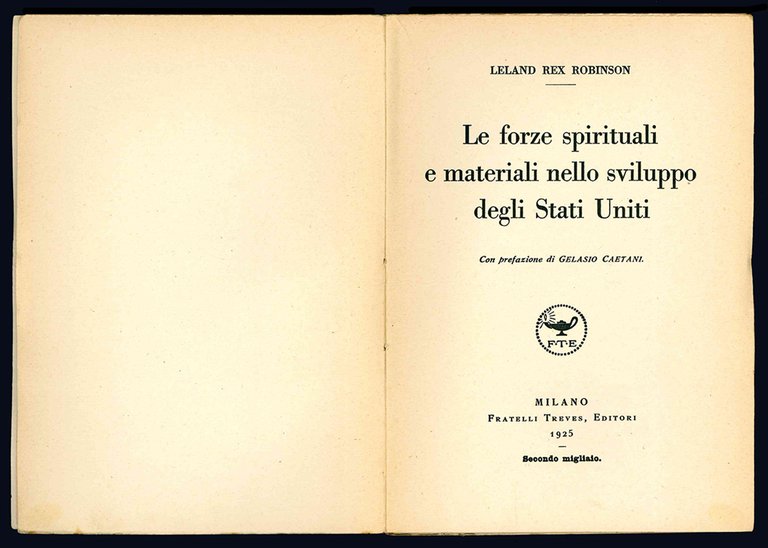 LELAND REX ROBINSON
Le forze spirituali
e materiali nello sviluppo
degli Stati Uniti
Con prefazione di GELASIO CAETANI.
F·T·E
MILANO
FRATELLI TREVES, EDITORI
1925
Secondo migliaio.